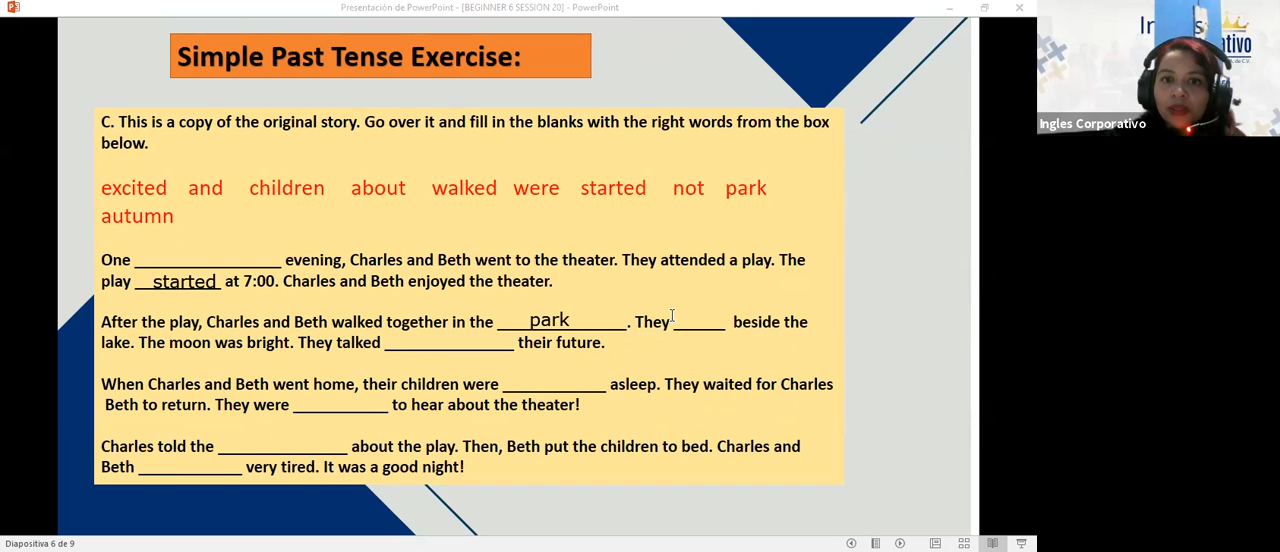 Presentación de PowerPoint - [BEGINNER 6 SESSION 20] - PowerPoint
Simple Past Tense Exercise:
C. This is a copy of the original story. Go over it and fill in the blanks with the right words from the box
below.
excited and children about walked were started not park
autumn
One _________________ evening, Charles and Beth went to the theater. They attended a play. The
play __started__ at 7:00. Charles and Beth enjoyed the theater.
After the play, Charles and Beth walked together in the ____park____. They ______ beside the
lake. The moon was bright. They talked _______________ their future.
When Charles and Beth went home, their children were ____________ asleep. They waited for Charles
Beth to return. They were ___________ to hear about the theater!
Charles told the _______________ about the play. Then, Beth put the children to bed. Charles and
Beth ____________ very tired. It was a good night!
Diapositiva 6 de 9
Ingles Corporativo